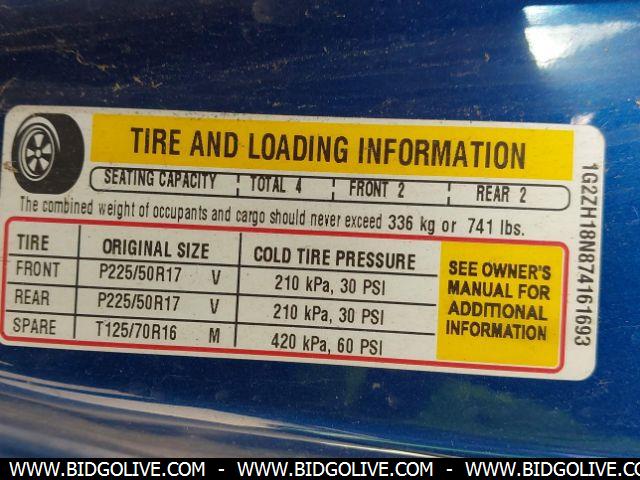 TIRE AND LOADING INFORMATION
SEATING CAPACITY TOTAL 4 FRONT 2 REAR 2
The combined weight of occupants and cargo should never exceed 336 kg or 741 lbs.
TIRE ORIGINAL SIZE COLD TIRE PRESSURE
FRONT P225/50R17 V 210 kPa, 30 PSI
REAR P225/50R17 V 210 kPa, 30 PSI
SPARE T125/70R16 M 420 kPa, 60 PSI
SEE OWNER'S
MANUAL FOR
ADDITIONAL
INFORMATION
1G2ZH18N874161693
WWW.BIDGOLIVE.COM - WWW.BIDGOLIVE.COM - WWW.BIDGOLIVE.COM